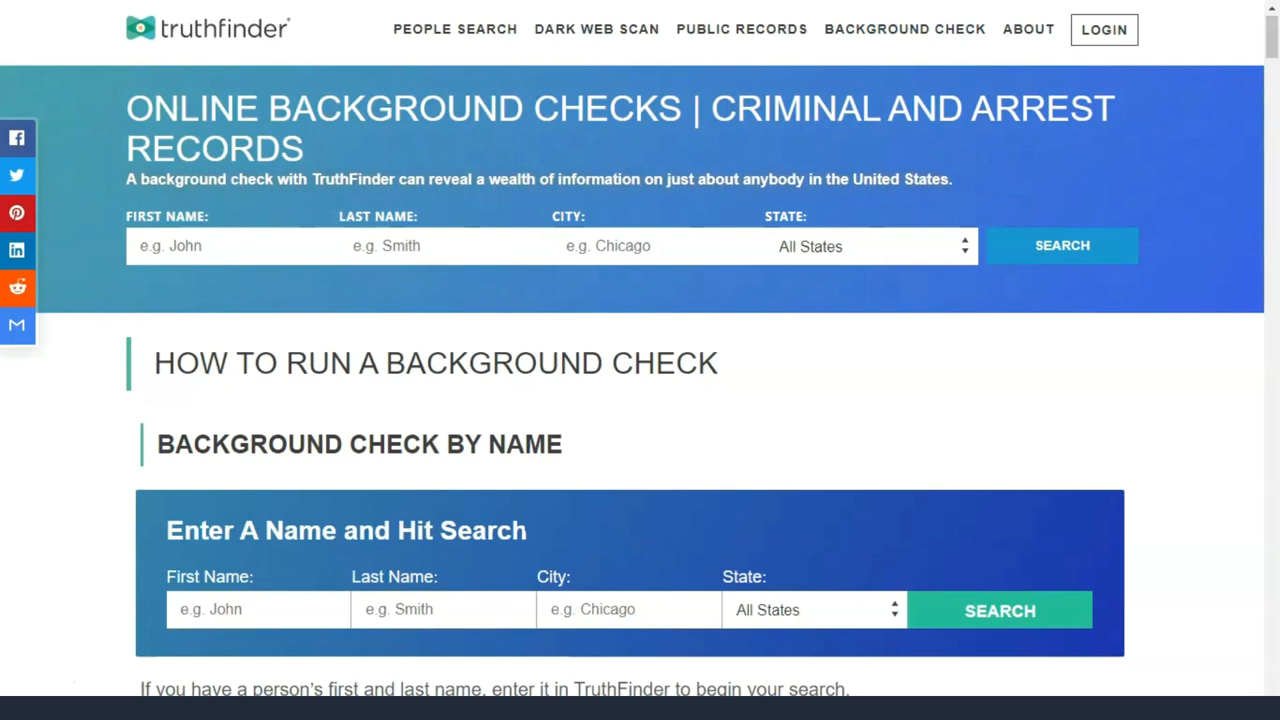 truthfinder
PEOPLE SEARCH DARK WEB SCAN PUBLIC RECORDS BACKGROUND CHECK ABOUT LOGIN
ONLINE BACKGROUND CHECKS | CRIMINAL AND ARREST
RECORDS
A background check with TruthFinder can reveal a wealth of information on just about anybody in the United States.
FIRST NAME: LAST NAME: CITY: STATE:
e.g. John e.g. Smith e.g. Chicago All States SEARCH
HOW TO RUN A BACKGROUND CHECK
BACKGROUND CHECK BY NAME
Enter A Name and Hit Search
First Name: Last Name: City: State:
e.g. John e.g. Smith e.g. Chicago All States SEARCH
If you have a person's first and last name, enter it in TruthFinder to begin your search.